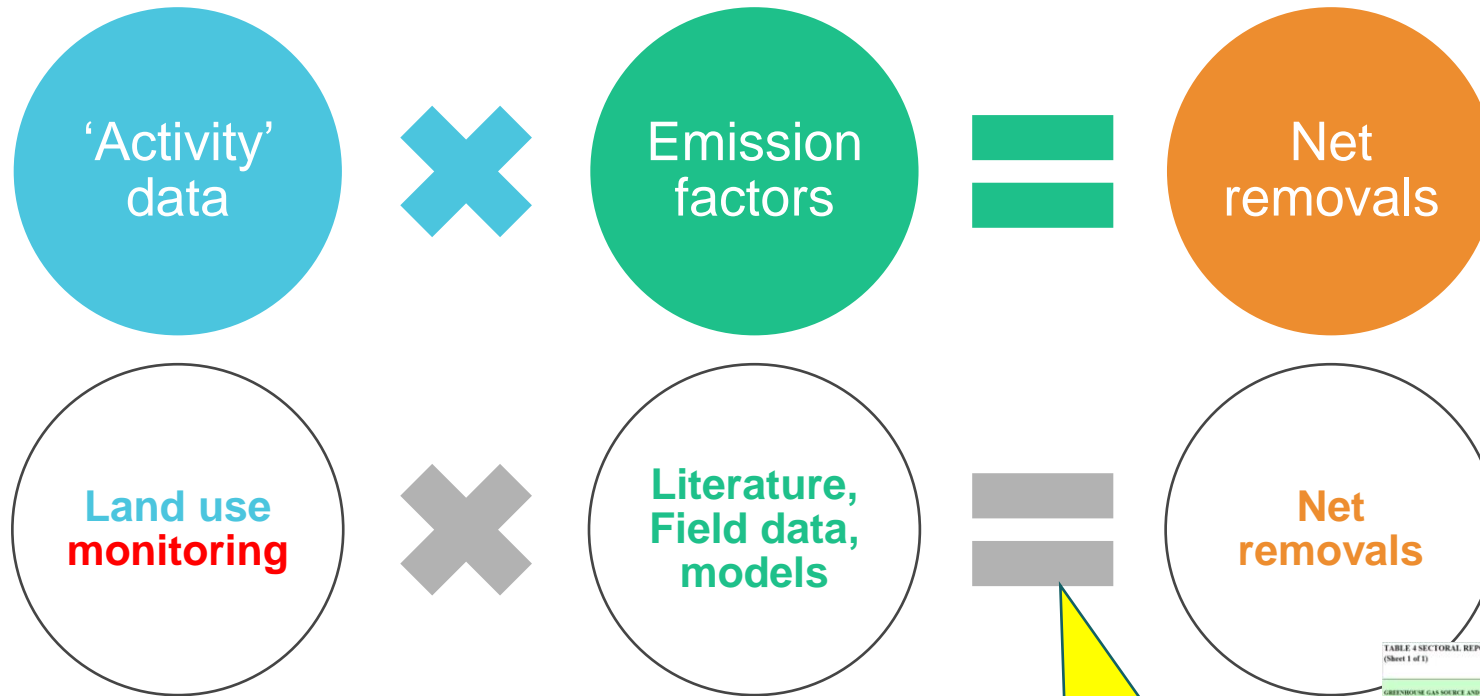 ‘Activity’
data
Emission
factors
Net
removals
Land use
monitoring
Literature,
Field data,
models
Net
removals
TABLE 4 SECTORAL REPO
(Sheet 1 of 1)
GREENHOUSE GAS SOURCE AND